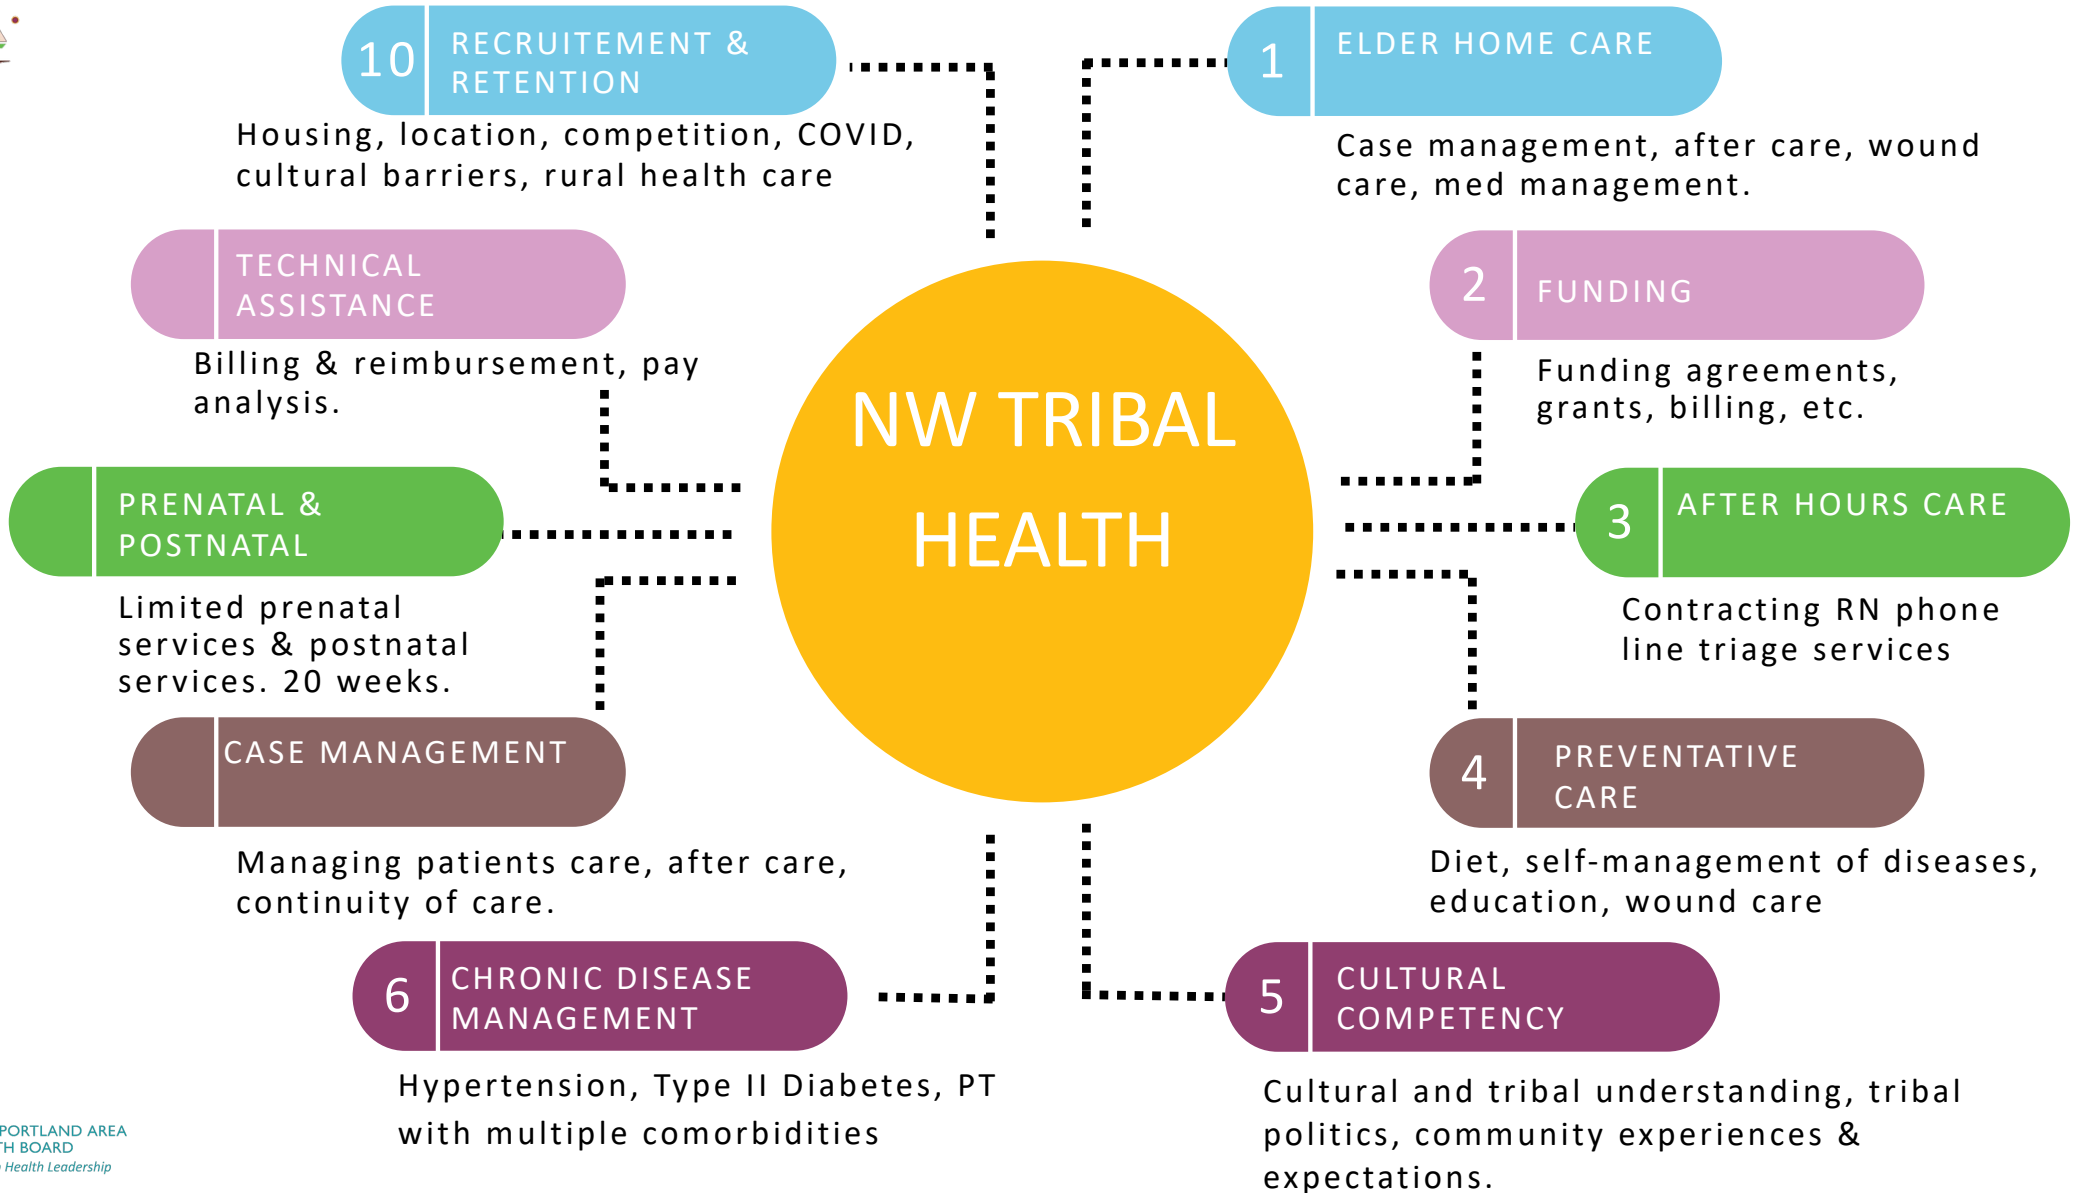 10
RECRUITEMENT &
RETENTION
Housing, location, competition, COVID,
cultural barriers, rural health care
1
ELDER HOME CARE
Case management, after care, wound
care, med management.
TECHNICAL
ASSISTANCE
Billing & reimbursement, pay
analysis.
2
FUNDING
Funding agreements,
grants, billing, etc.
NW TRIBAL
HEALTH
PRENATAL &
POSTNATAL
Limited prenatal
services & postnatal
services. 20 weeks.
3
AFTER HOURS CARE
Contracting RN phone
line triage services
CASE MANAGEMENT
Managing patients care, after care,
continuity of care.
4
PREVENTATIVE
CARE
Diet, self-management of diseases,
education, wound care
6
CHRONIC DISEASE
MANAGEMENT
Hypertension, Type II Diabetes, PT
with multiple comorbidities
5
CULTURAL
COMPETENCY
Cultural and tribal understanding, tribal
politics, community experiences &
expectations.
PORTLAND AREA
TH BOARD
Health Leadership